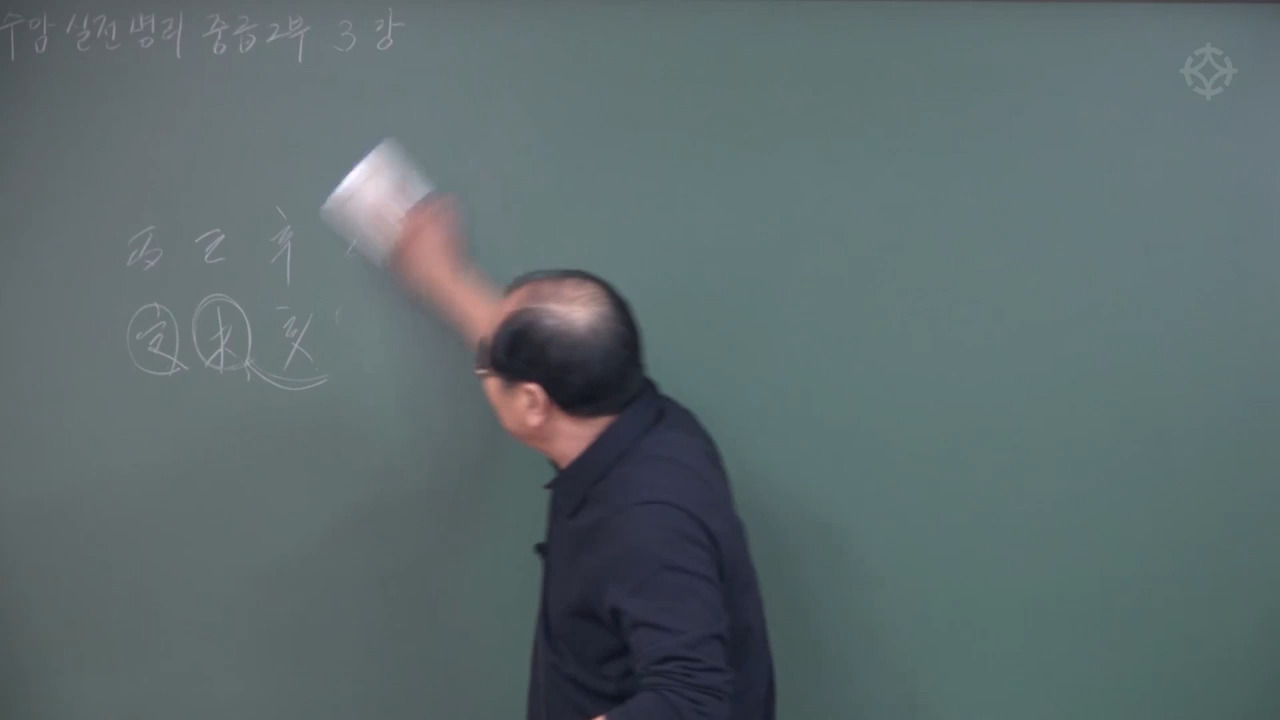 수암 실전명리 중급2부 3강
丙 己 辛
寅 未 亥